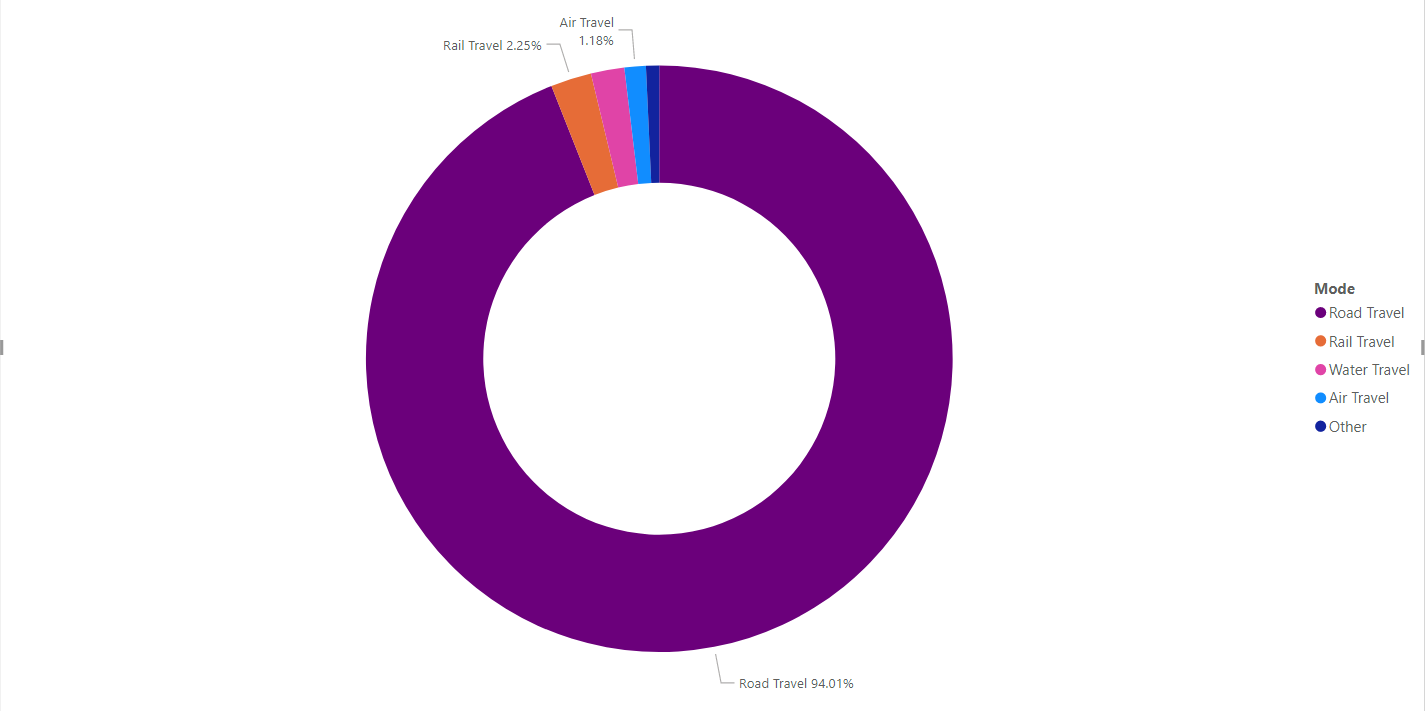 Air Travel
1.18%
Rail Travel 2.25%
Mode
Road Travel
Rail Travel
Water Travel
Air Travel
Other
Road Travel 94.01%